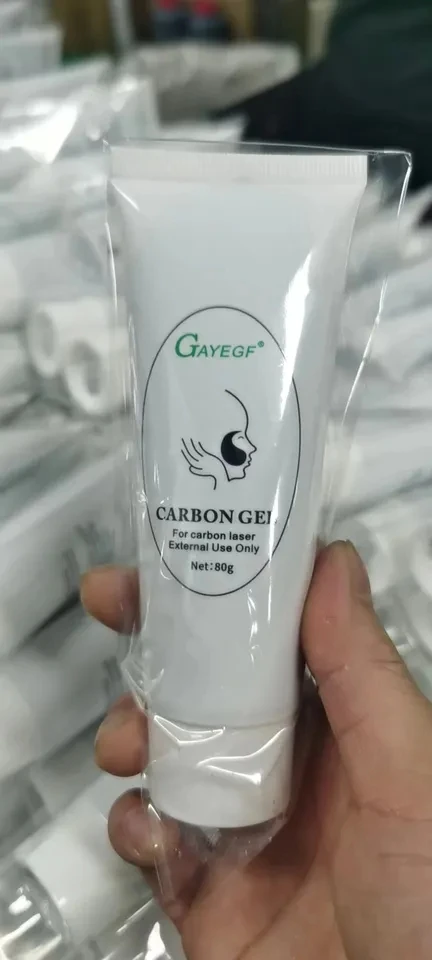 GAYEGF®
CARBON GEL
For carbon laser
External Use Only
Net:80g